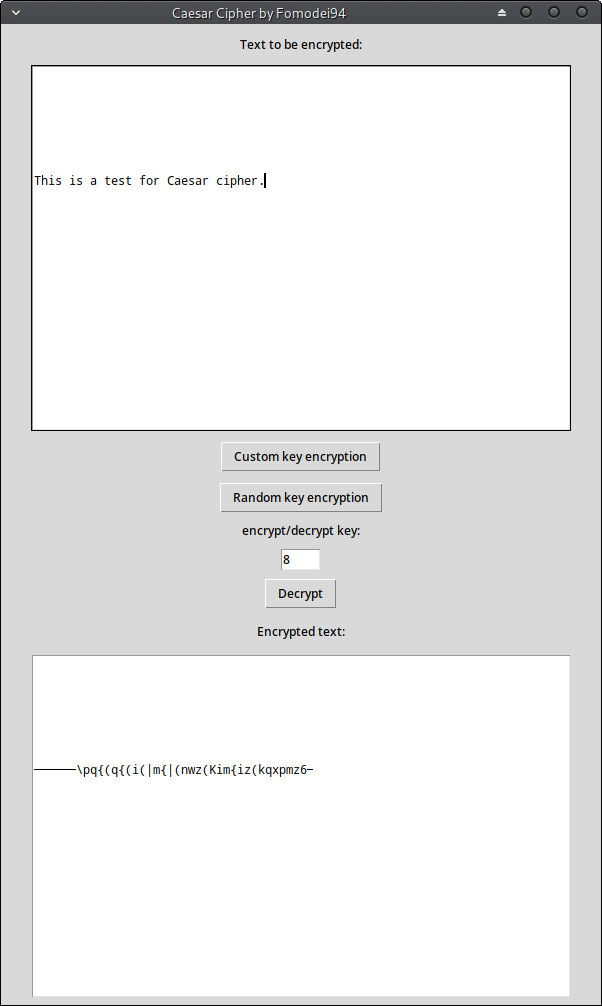 Caesar Cipher by Fomodei94
Text to be encrypted:
This is a test for Caesar cipher.
Custom key encryption
Random key encryption
encrypt/decrypt key:
8
Decrypt
Encrypted text:
──────\pq{(q{(i(|m{|(nwz(Kim{iz(kqxpmz6─